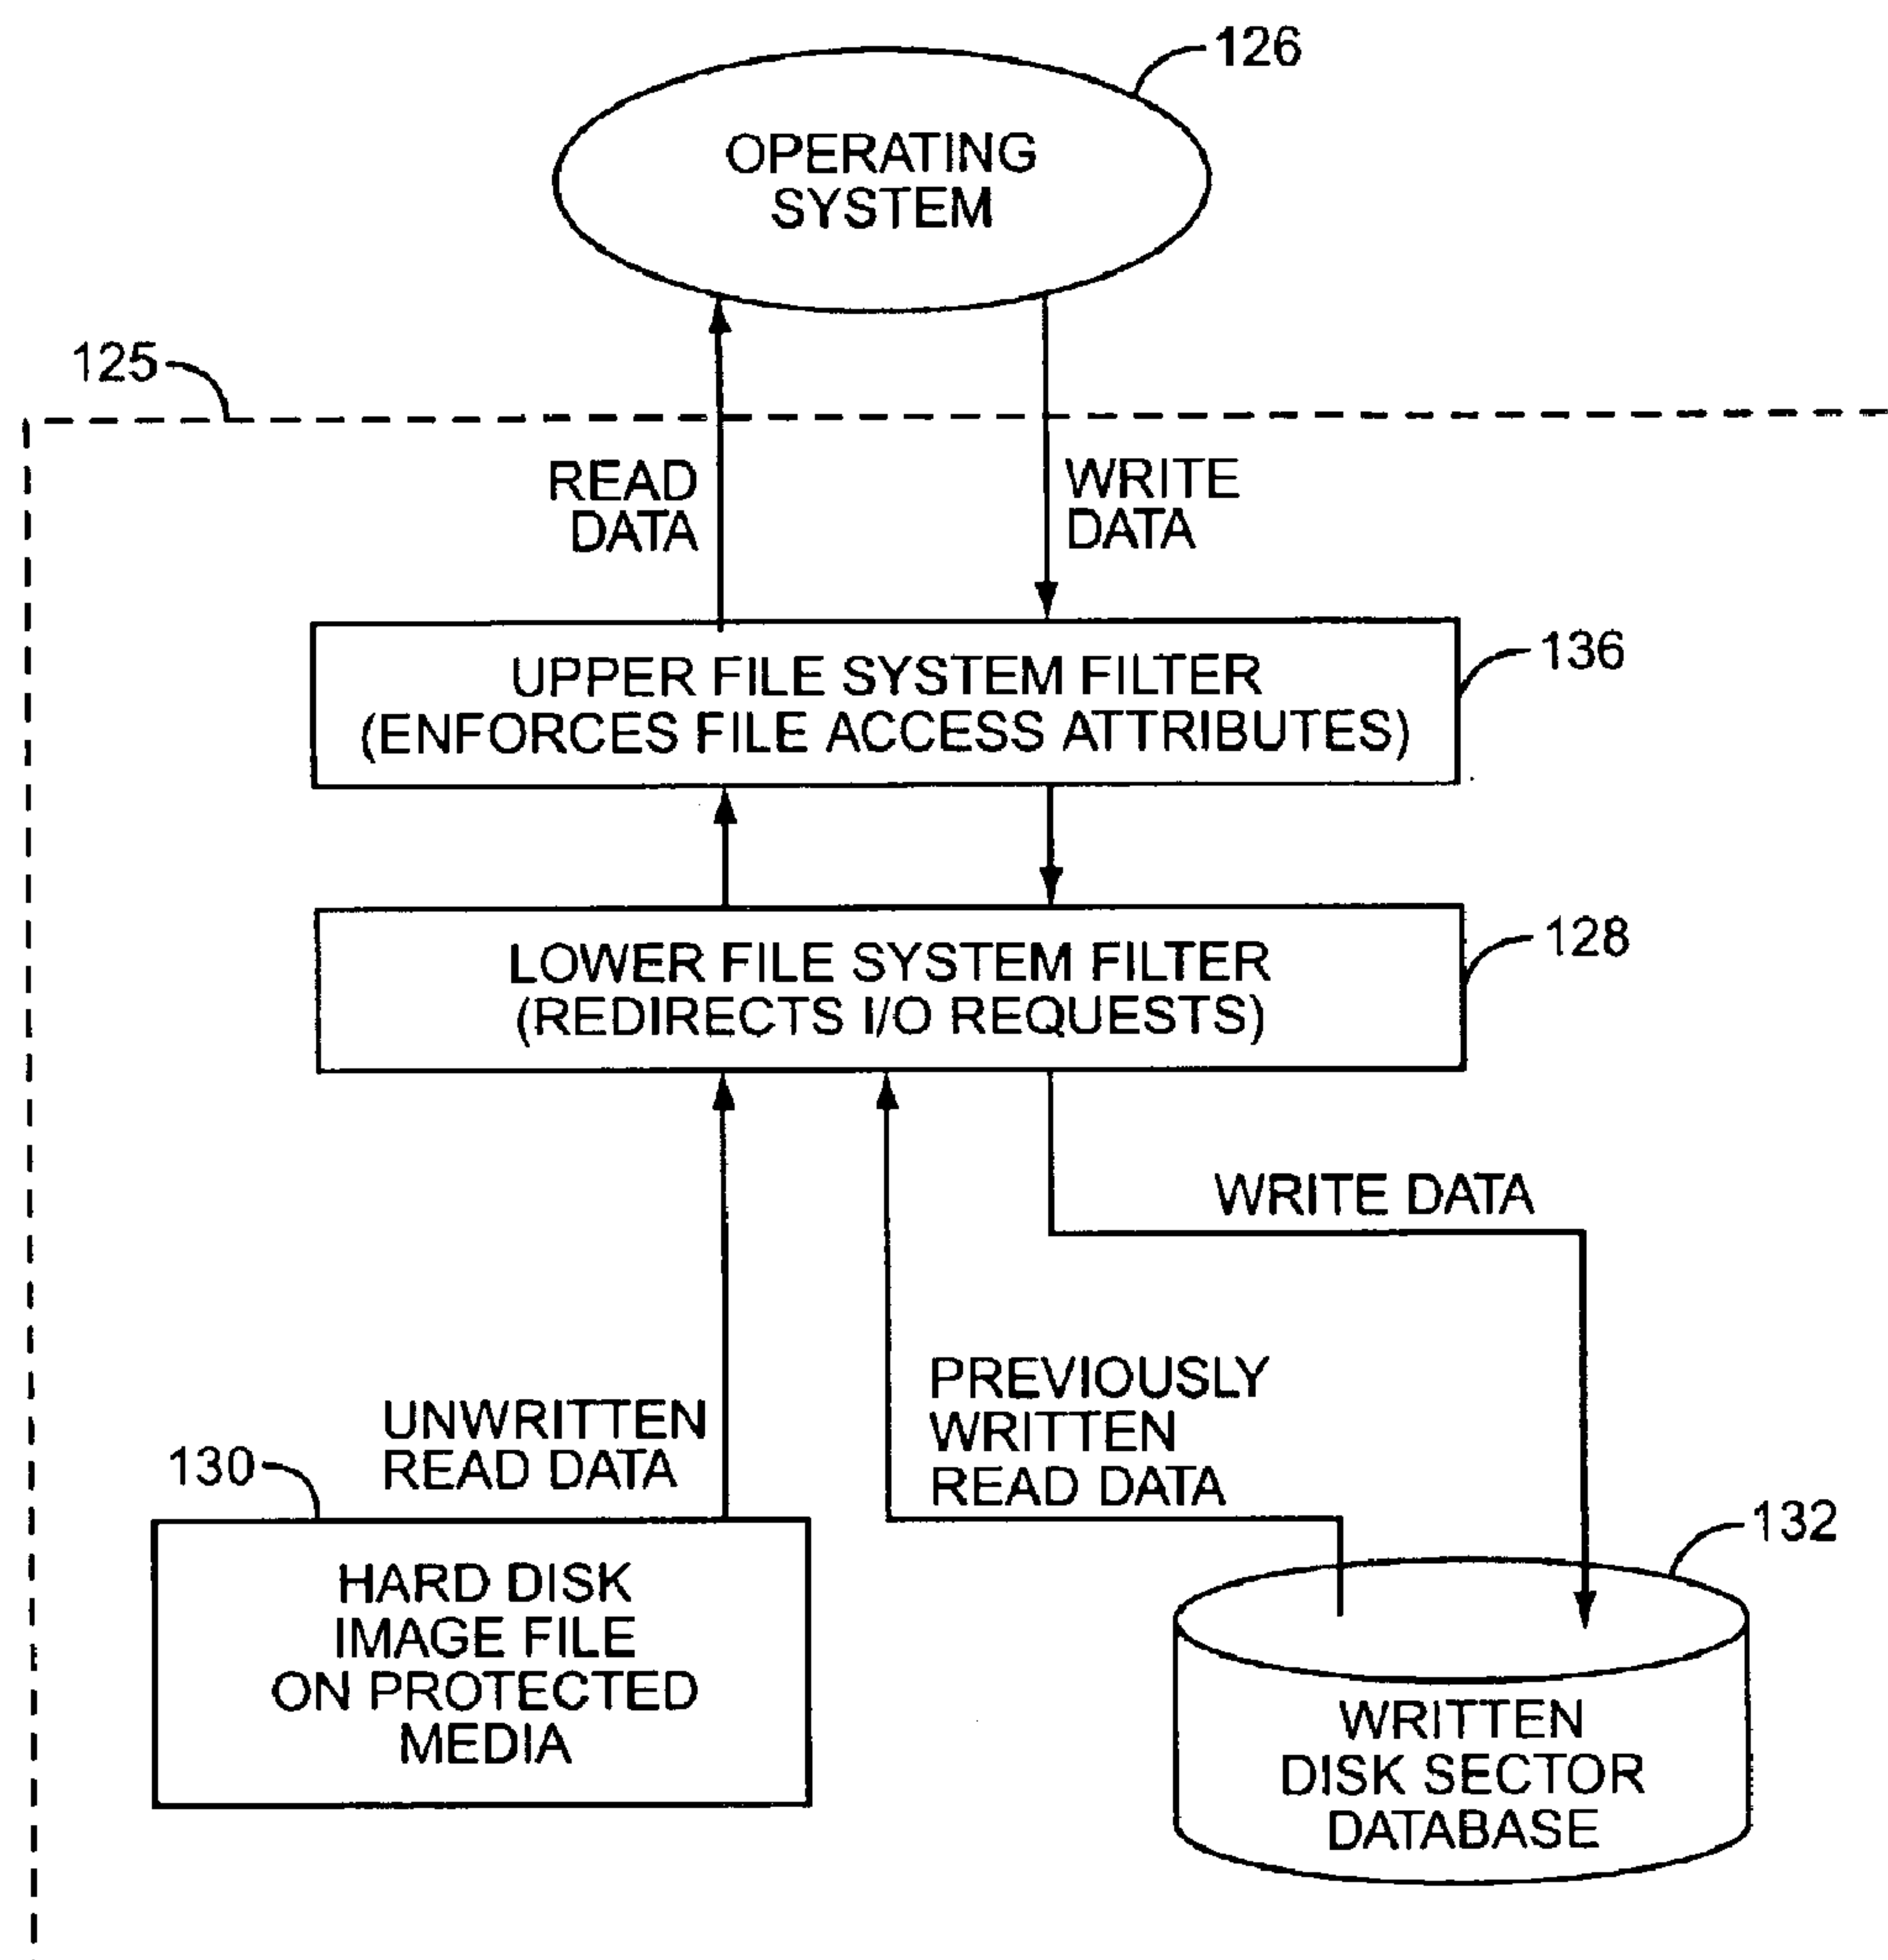 126
OPERATING
SYSTEM
125
READ
DATA
WRITE
DATA
136
UPPER FILE SYSTEM FILTER
(ENFORCES FILE ACCESS ATTRIBUTES)
128
LOWER FILE SYSTEM FILTER
(REDIRECTS I/O REQUESTS)
WRITE DATA
UNWRITTEN
READ DATA
PREVIOUSLY
WRITTEN
READ DATA
130
132
HARD DISK
IMAGE FILE
ON PROTECTED
MEDIA
WRITTEN
DISK SECTOR
DATABASE